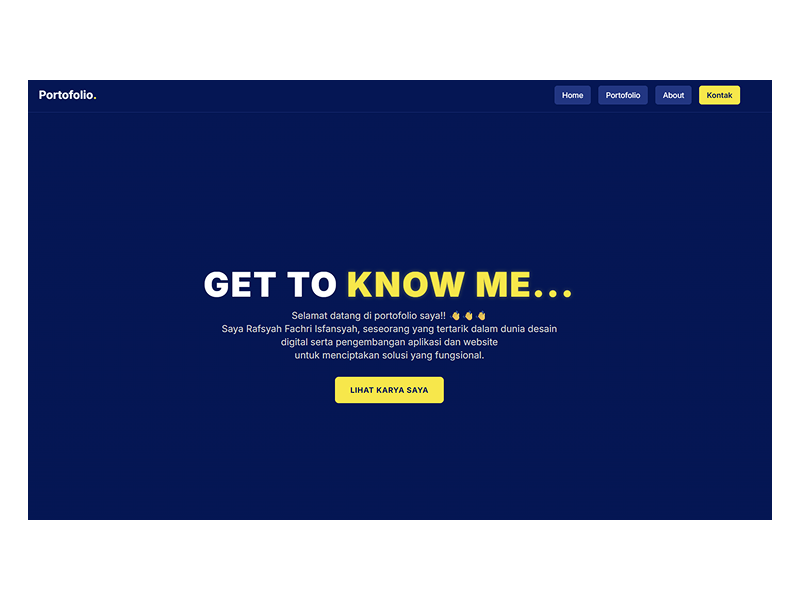 Portofolio.
Home
Portofolio
About
Kontak
GET TO KNOW ME...
Selamat datang di portofolio saya!! 👏 👏 👏
Saya Rafsyah Fachri Isfansyah, seseorang yang tertarik dalam dunia desain
digital serta pengembangan aplikasi dan website
untuk menciptakan solusi yang fungsional.
LIHAT KARYA SAYA